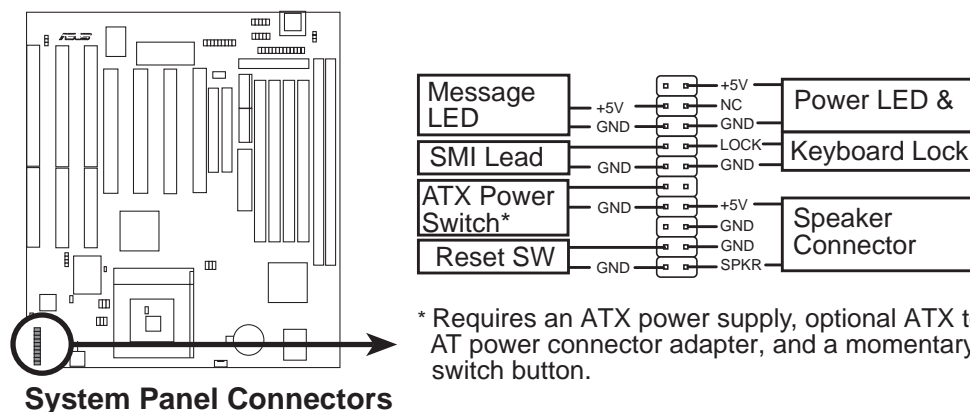 ASUS
Message
LED
SMI Lead
ATX Power
Switch*
Reset SW
+5V
GND
GND
GND
GND
+5V
NC
GND
LOCK
GND
+5V
GND
GND
SPKR
Power LED &
Keyboard Lock
Speaker
Connector
* Requires an ATX power supply, optional ATX t
AT power connector adapter, and a momentary
switch button.
System Panel Connectors